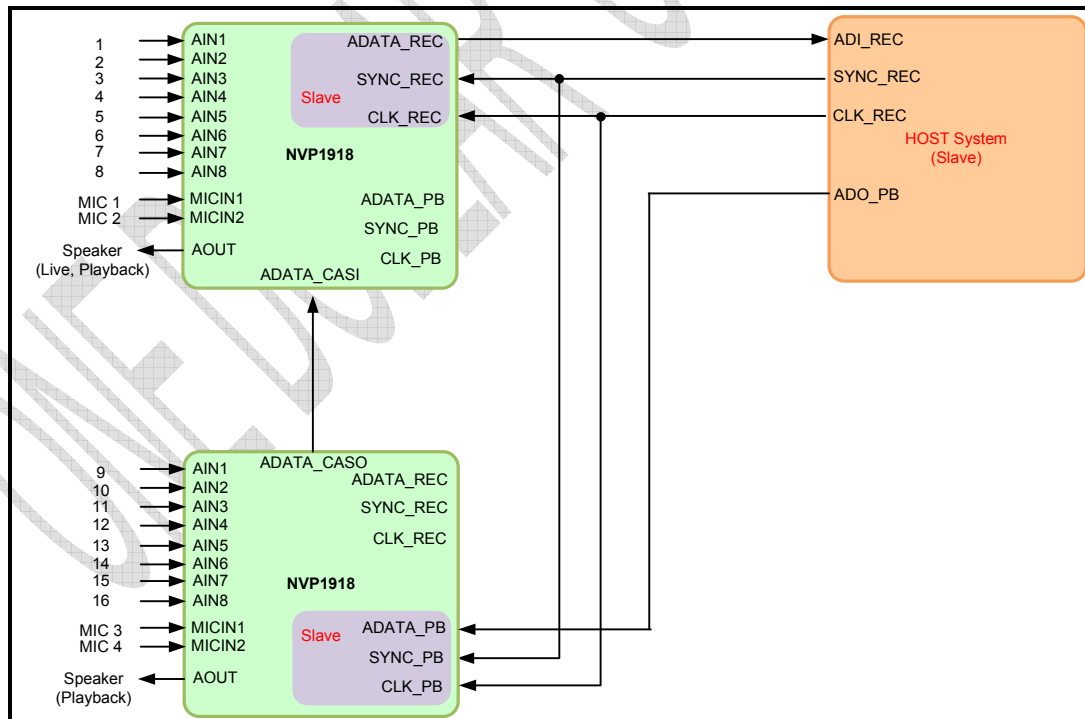 1
2
3
4
5
6
7
8
MIC 1
MIC 2
Speaker
(Live, Playback)
AIN1
AIN2
AIN3
AIN4
AIN5
AIN6
AIN7
AIN8
MICIN1
MICIN2
AOUT
NVP1918
Slave
ADATA_REC
SYNC_REC
CLK_REC
ADATA_PB
SYNC_PB
CLK_PB
ADATA_CASI
ADI_REC
SYNC_REC
CLK_REC
HOST System
(Slave)
ADO_PB
9
10
11
12
13
14
15
16
MIC 3
MIC 4
Speaker
(Playback)
ADATA_CASO
AIN1
AIN2
AIN3
AIN4
AIN5
AIN6
AIN7
AIN8
MICIN1
MICIN2
AOUT
ADATA_REC
SYNC_REC
CLK_REC
NVP1918
Slave
ADATA_PB
SYNC_PB
CLK_PB